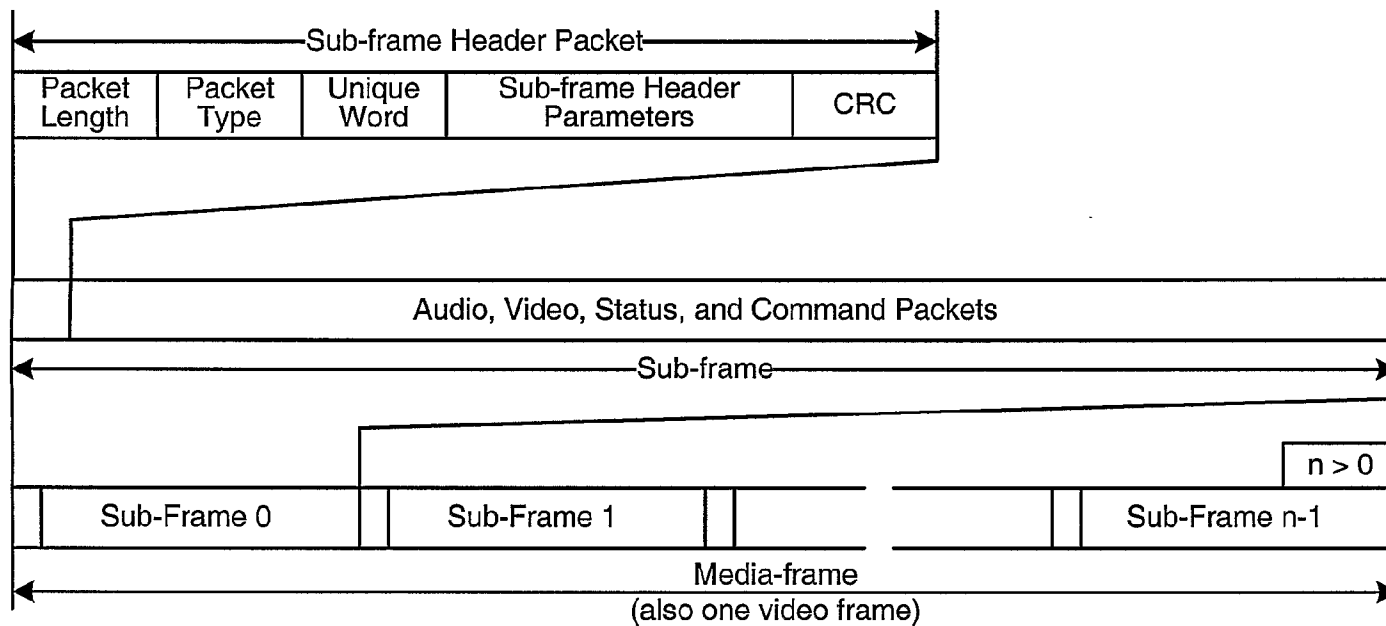 Sub-frame Header Packet
Packet Length
Packet Type
Unique Word
Sub-frame Header Parameters
CRC
Audio, Video, Status, and Command Packets
Sub-frame
n > 0
Sub-Frame 0
Sub-Frame 1
Sub-Frame n-1
Media-frame
(also one video frame)